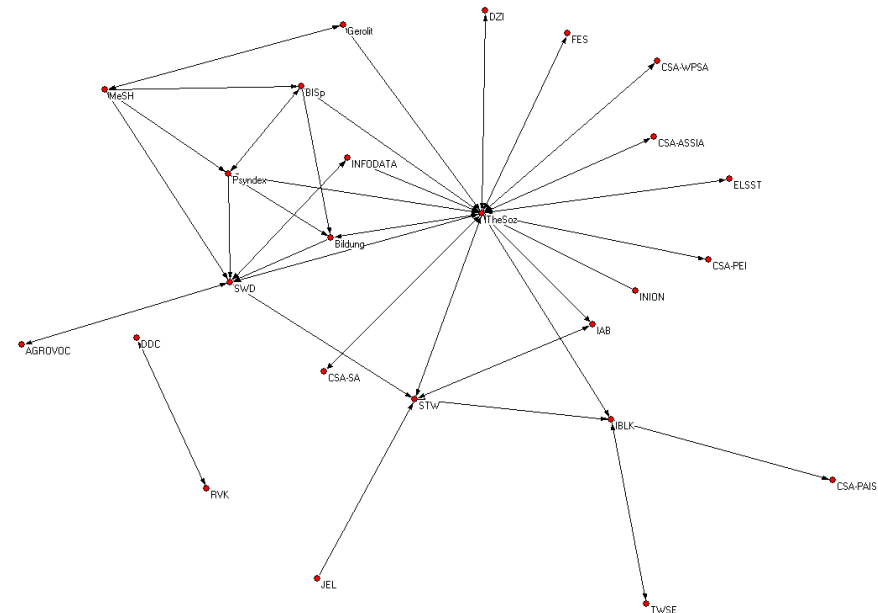 DZI
Gerolit
FES
CSA-WPSA
MeSH
BISp
CSA-ASSIA
INFODATA
Psyndex
ELSST
TheSoz
Bildung
CSA-PEI
SWD
INION
IAB
AGROVOC
DDC
CSA-SA
STW
IBLK
CSA-PAIS
RVK
JEL
TWSE